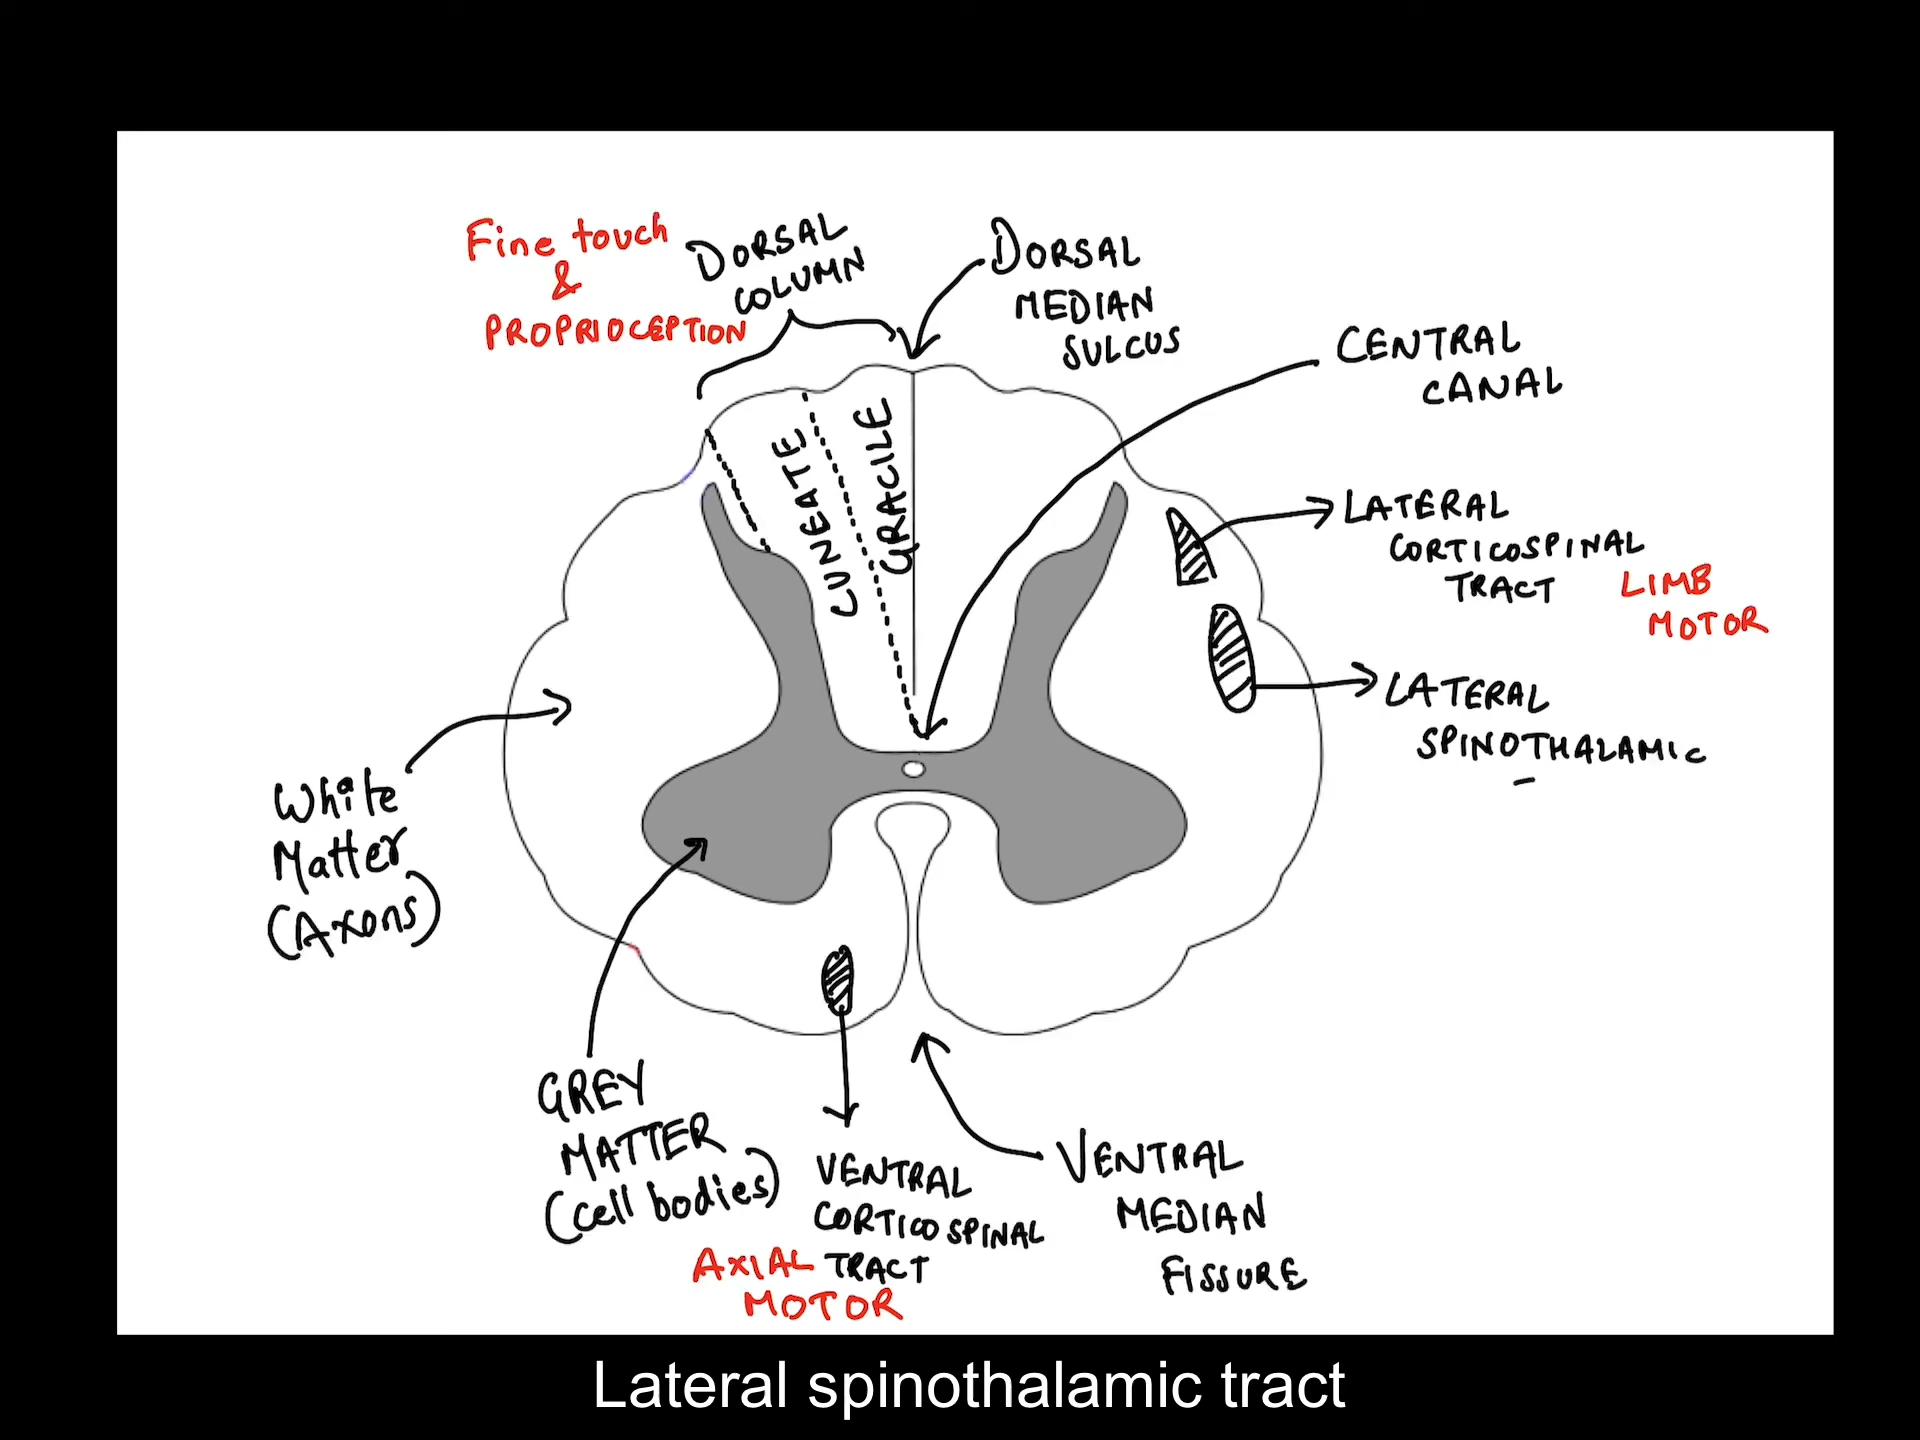 Fine touch
&
PROPRIOCEPTION
DORSAL
COLUMN
DORSAL
MEDIAN
SULCUS
CENTRAL
CANAL
CUNEATE
GRACILE
LATERAL
CORTICOSPINAL
TRACT
LIMB
MOTOR
LATERAL
SPINOTHALAMIC
White
Matter
(Axons)
GREY
MATTER
(cell bodies)
VENTRAL
CORTICOSPINAL
TRACT
AXIAL
MOTOR
VENTRAL
MEDIAN
FISSURE
Lateral spinothalamic tract